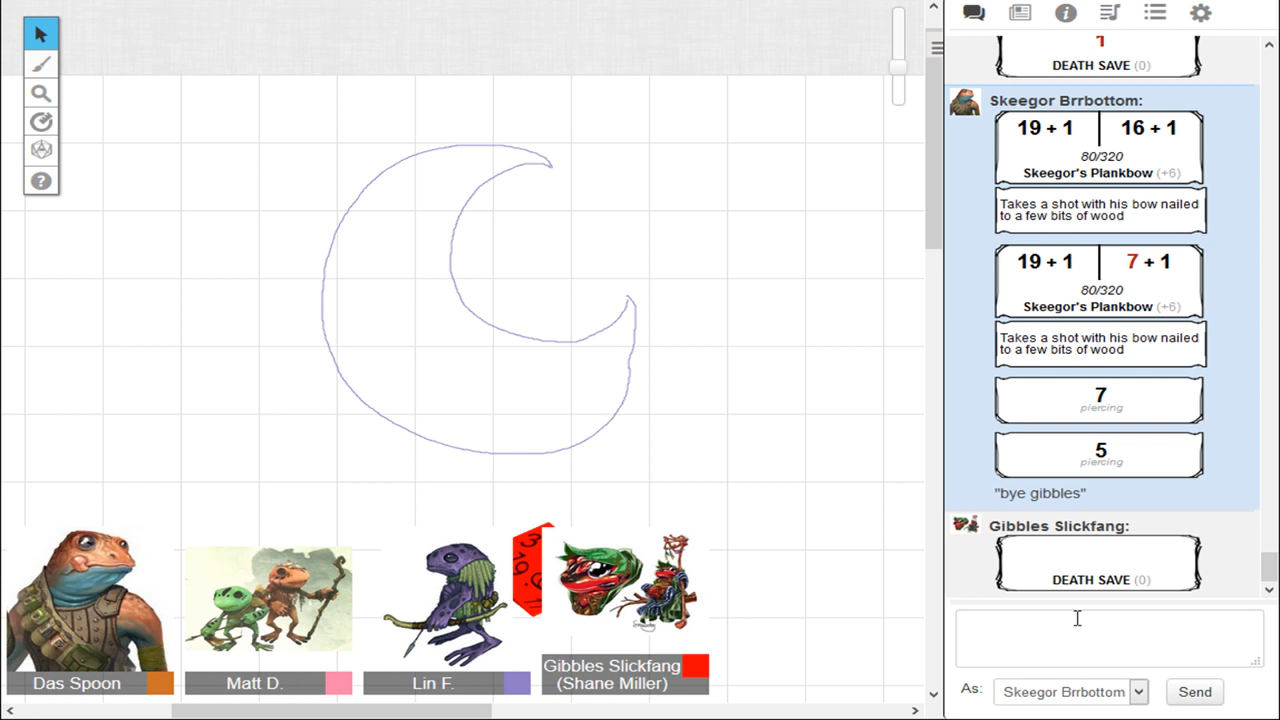 1
DEATH SAVE (0)
Skeegor Brrbottom:
19 + 1 16 + 1
80/320
Skeegor's Plankbow (+6)
Takes a shot with his bow nailed
to a few bits of wood
19 + 1 7 + 1
80/320
Skeegor's Plankbow (+6)
Takes a shot with his bow nailed
to a few bits of wood
7
piercing
5
piercing
"bye gibbles"
Gibbles Slickfang:
DEATH SAVE (0)
As: Skeegor Brrbottom Send
Das Spoon
Matt D.
Lin F.
Gibbles Slickfang
(Shane Miller)
3
19